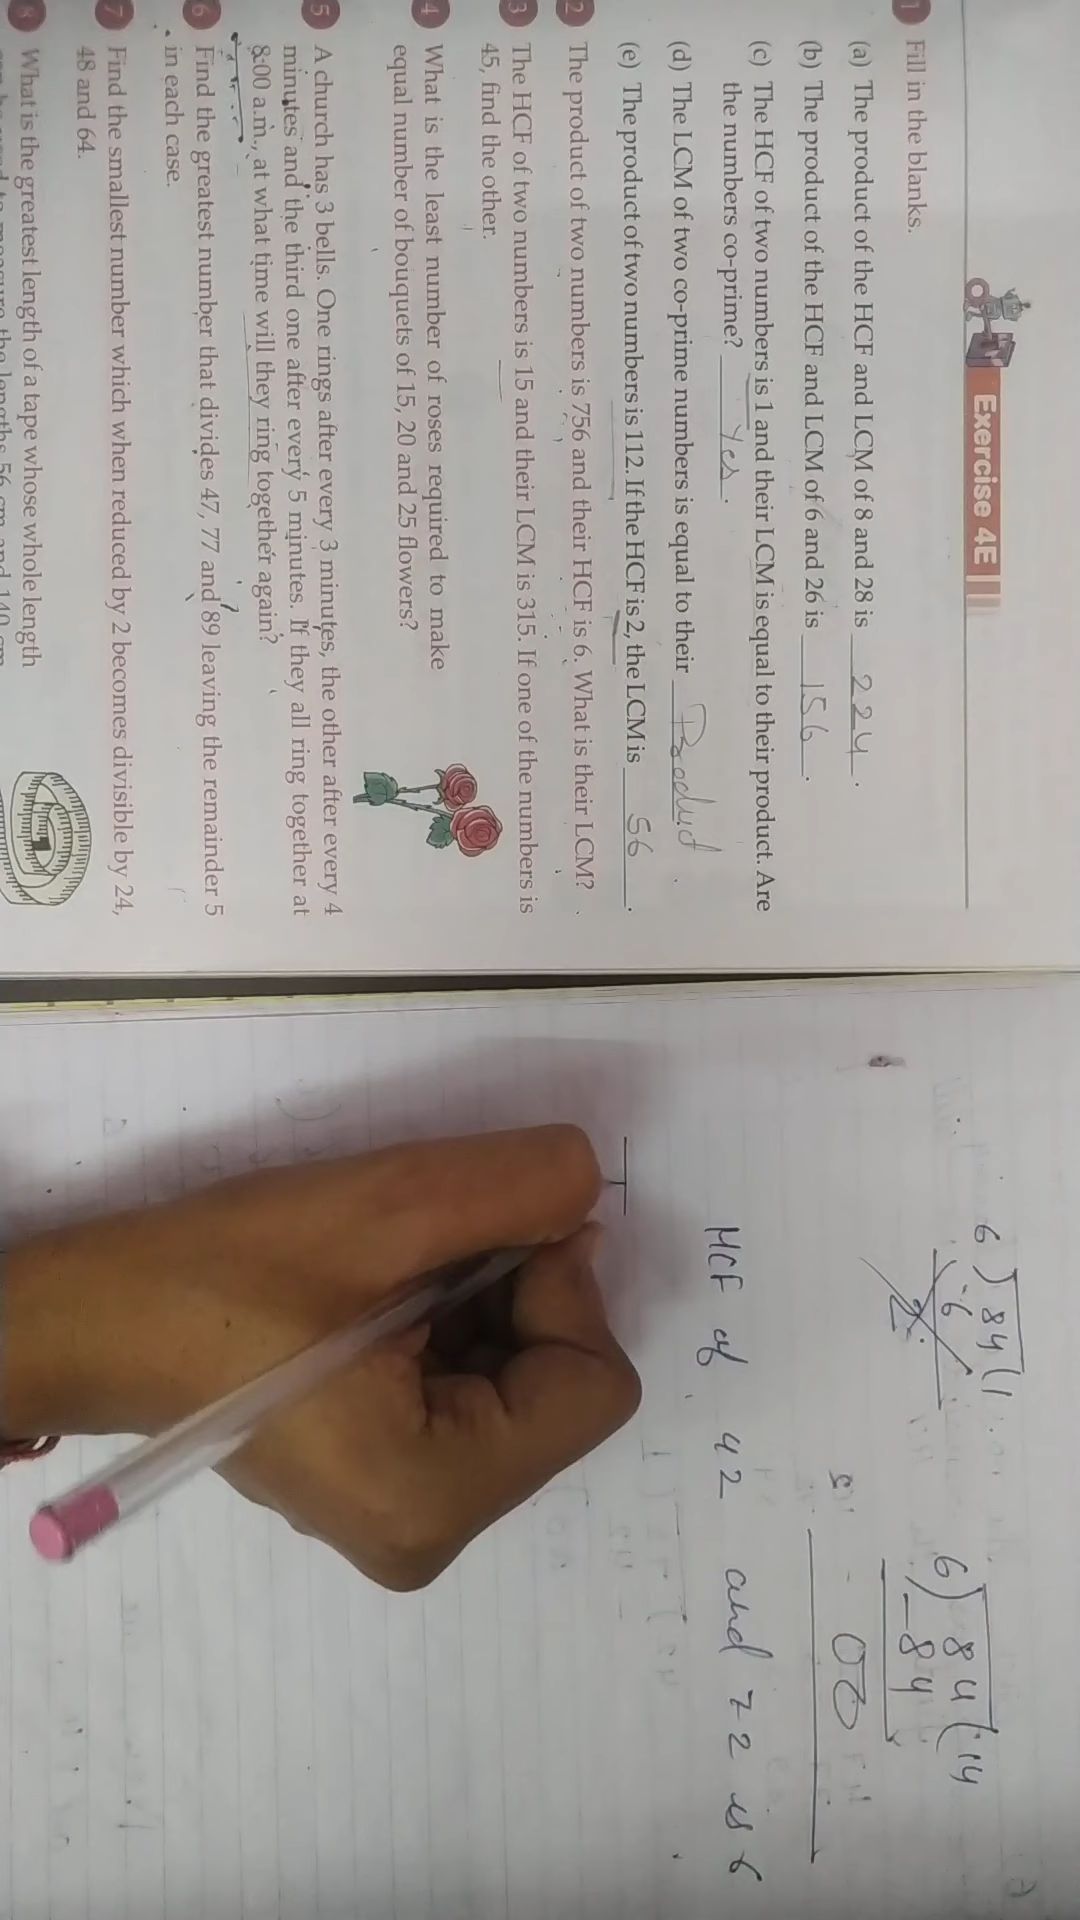 Exercise 4E
1 Fill in the blanks.
(a) The product of the HCF and LCM of 8 and 28 is 224.
(b) The product of the HCF and LCM of 6 and 26 is 156.
(c) The HCF of two numbers is 1 and their LCM is equal to their product. Are
the numbers co-prime? Yes.
(d) The LCM of two co-prime numbers is equal to their Product.
(e) The product of two numbers is 112. If the HCF is 2, the LCM is 56.
2 The product of two numbers is 756 and their HCF is 6. What is their LCM?
3 The HCF of two numbers is 15 and their LCM is 315. If one of the numbers is
45, find the other.
4 What is the least number of roses required to make
equal number of bouquets of 15, 20 and 25 flowers?
5 A church has 3 bells. One rings after every 3 minutes, the other after every 4
minutes and the third one after every 5 minutes. If they all ring together at
8:00 a.m., at what time will they ring together again?
6 Find the greatest number that divides 47, 77 and 89 leaving the remainder 5
in each case.
7 Find the smallest number which when reduced by 2 becomes divisible by 24,
48 and 64.
8 What is the greatest length of a tape whose whole length
6)84(1
-6
2
6)84(14
-84
00
HCF of 42 and 72 is 6